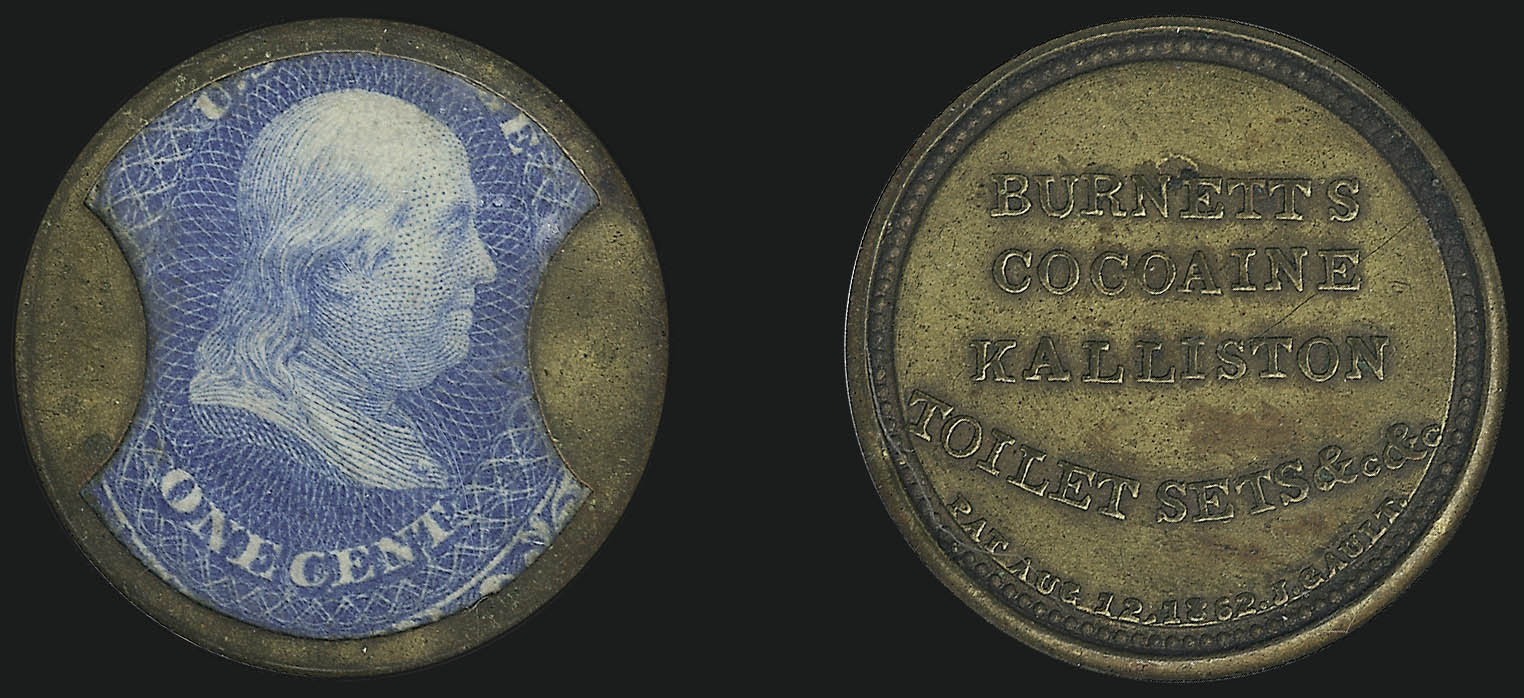 U.
E
ONE CENT
BURNETT'S
COCOAINE
KALLISTON
TOILET SETS &c &c
PAT. AUG. 12. 1862. J. GAULT.